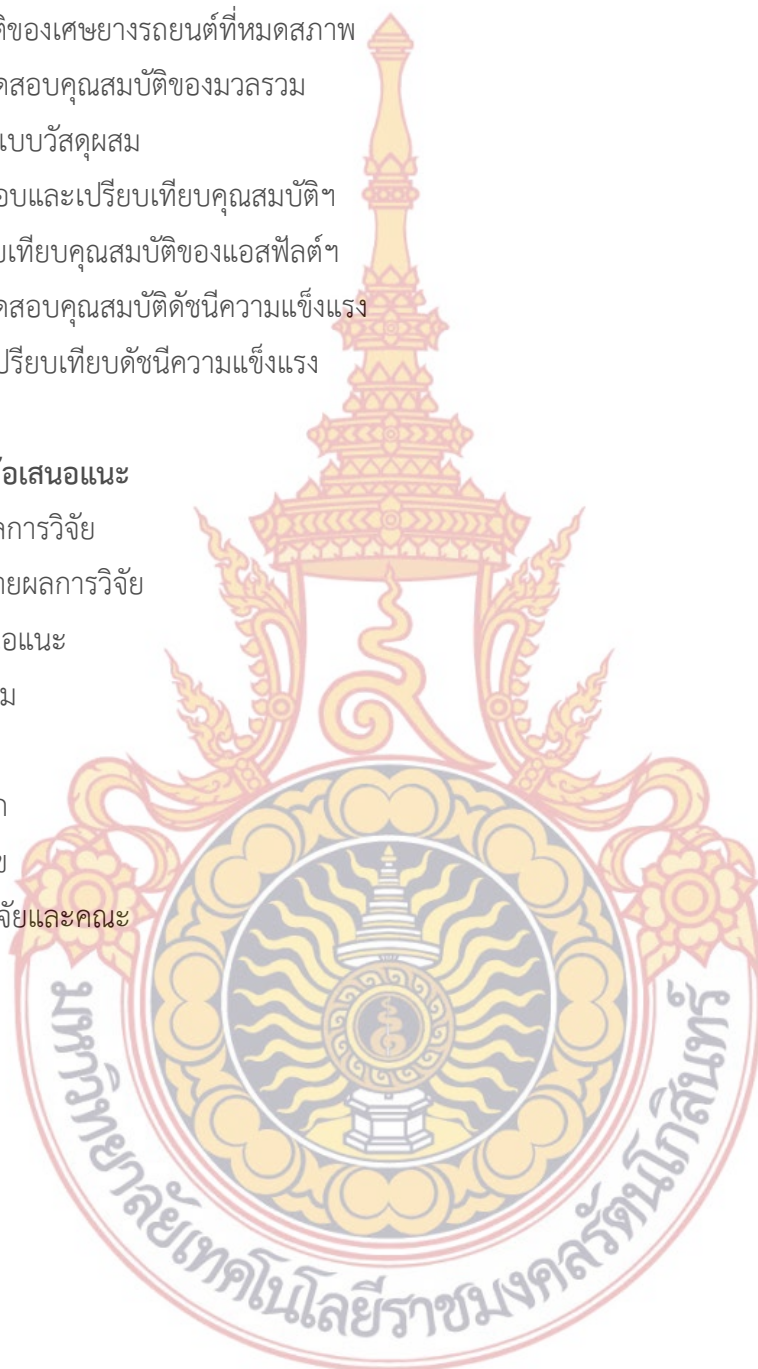 ติของเศษยางรถยนต์ที่หมดสภาพ
ดสอบคุณสมบัติของมวลรวม
แบบวัสดุผสม
อบและเปรียบเทียบคุณสมบัติฯ
บเทียบคุณสมบัติของแอสฟัลต์ฯ
ดสอบคุณสมบัติดัชนีความแข็งแรง
ปรียบเทียบดัชนีความแข็งแรง
้อเสนอแนะ
ลการวิจัย
ายผลการวิจัย
นอแนะ
ม
า
ข
จัยและคณะ
มหาวิทยาลัยเทคโนโลยีราชมงคลรัตนโกสินทร์